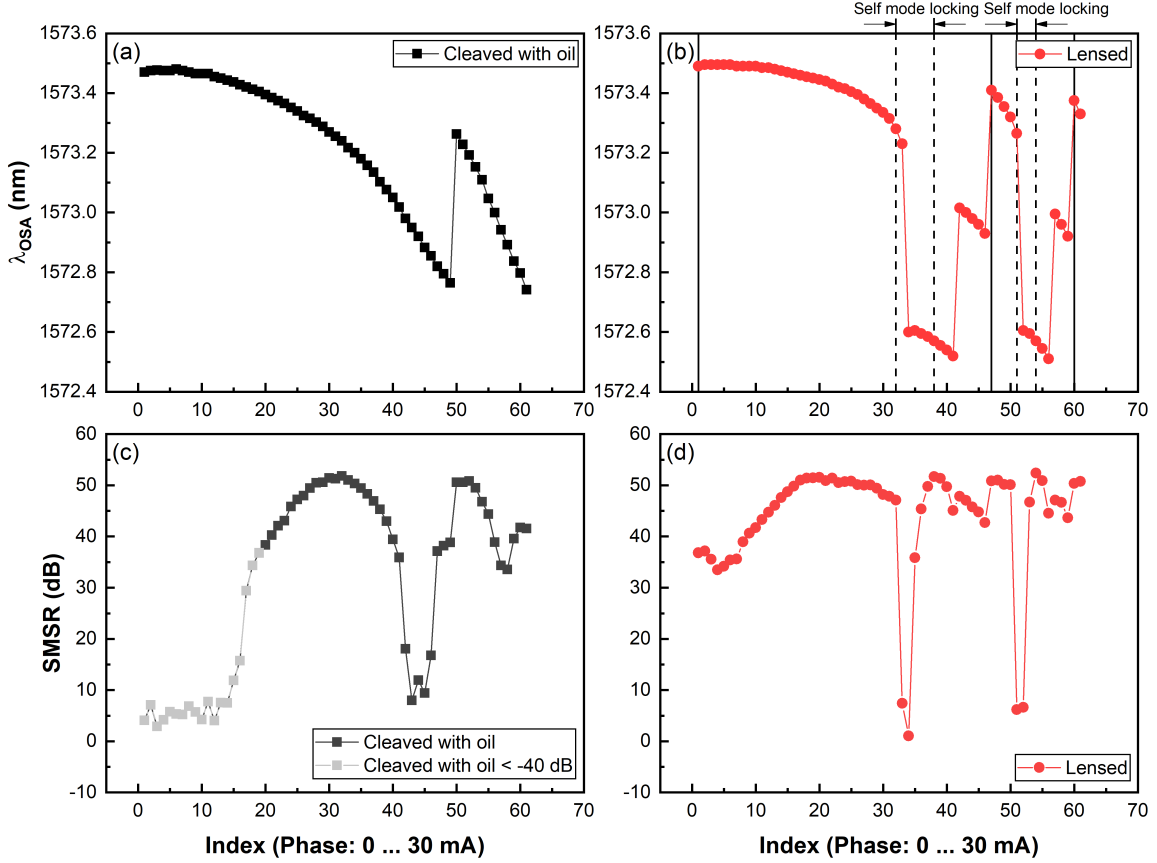 Self mode locking Self mode locking
(a) Cleaved with oil
(b) Lensed
1573.6
1573.4
1573.2
1573.0
1572.8
1572.6
1572.4
λOSA (nm)
0 10 20 30 40 50 60 70
1573.6
1573.4
1573.2
1573.0
1572.8
1572.6
1572.4
0 10 20 30 40 50 60 70
(c)
60
50
40
30
20
10
0
-10
SMSR (dB)
Cleaved with oil
Cleaved with oil < -40 dB
0 10 20 30 40 50 60 70
Index (Phase: 0 ... 30 mA)
(d)
60
50
40
30
20
10
0
-10
Lensed
0 10 20 30 40 50 60 70
Index (Phase: 0 ... 30 mA)